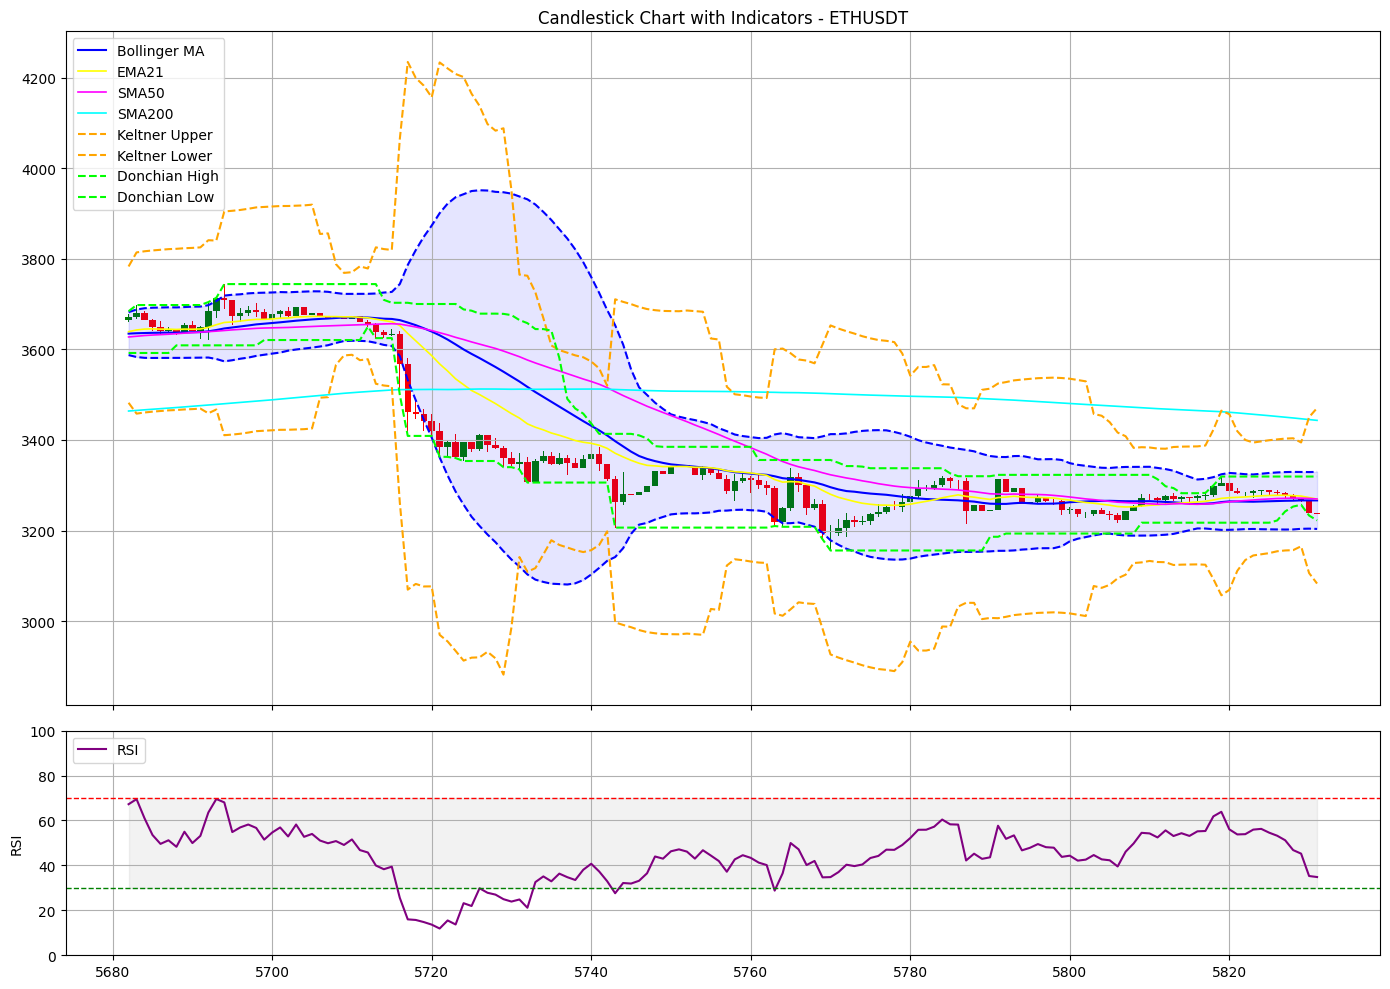 Candlestick Chart with Indicators - ETHUSDT
Bollinger MA
EMA21
SMA50
SMA200
Keltner Upper
Keltner Lower
Donchian High
Donchian Low
4200
4000
3800
3600
3400
3200
3000
RSI
100
80
60
40
20
0
RSI
5680
5700
5720
5740
5760
5780
5800
5820